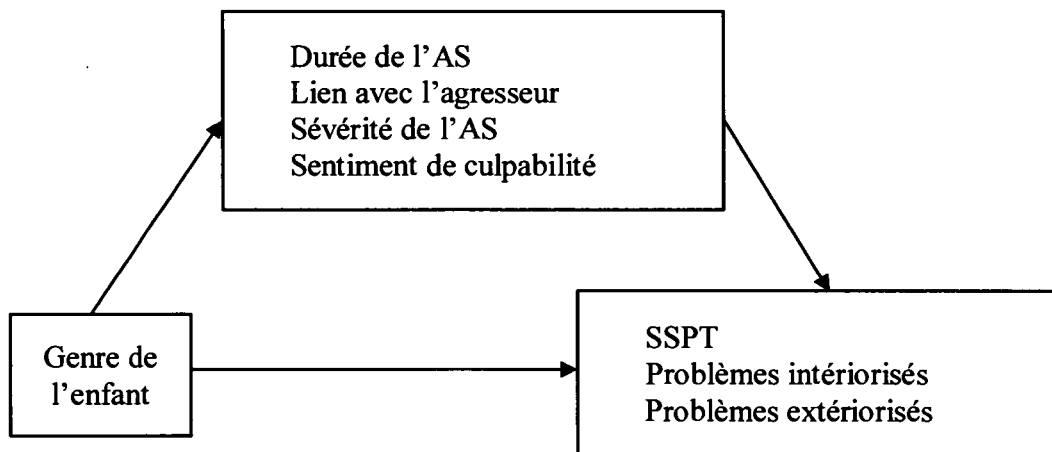 Durée de l'AS
Lien avec l'agresseur
Sévérité de l'AS
Sentiment de culpabilité
Genre de
l'enfant
SSPT
Problèmes intériorisés
Problèmes extériorisés